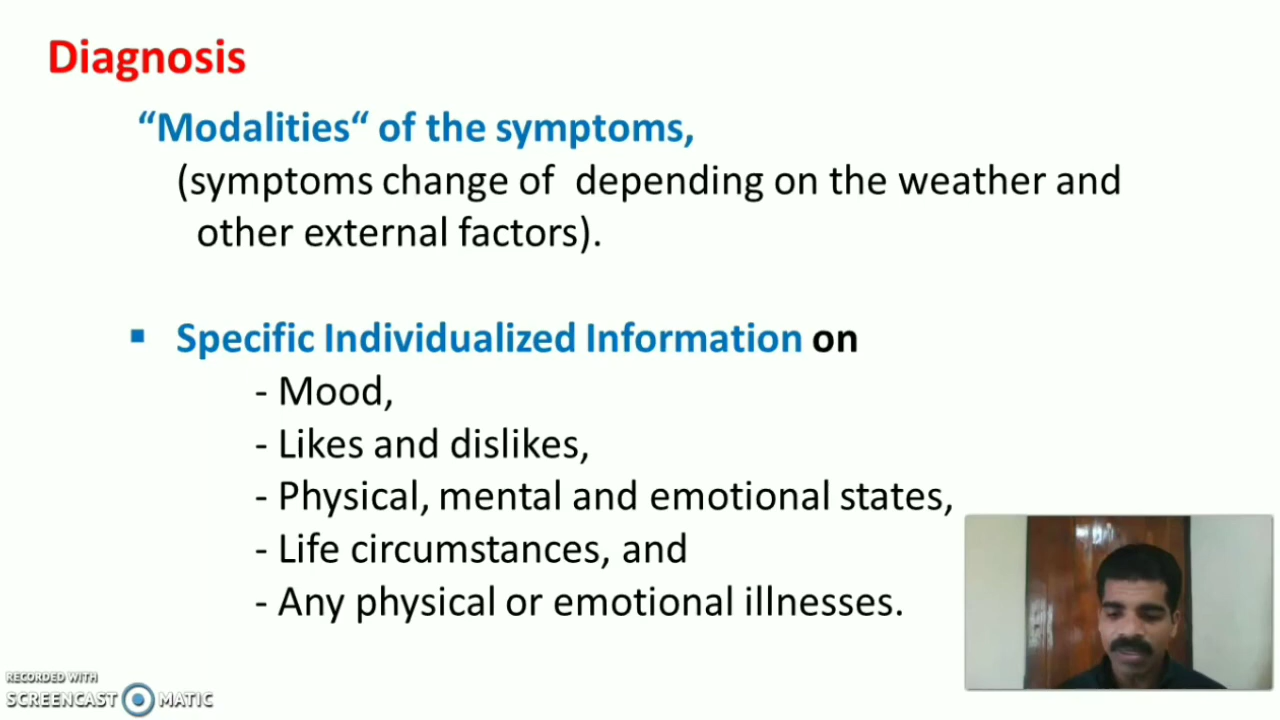 Diagnosis
“Modalities“ of the symptoms,
(symptoms change of depending on the weather and
other external factors).
▪ Specific Individualized Information on
- Mood,
- Likes and dislikes,
- Physical, mental and emotional states,
- Life circumstances, and
- Any physical or emotional illnesses.
RECORDED WITH
SCREENCAST MATIC